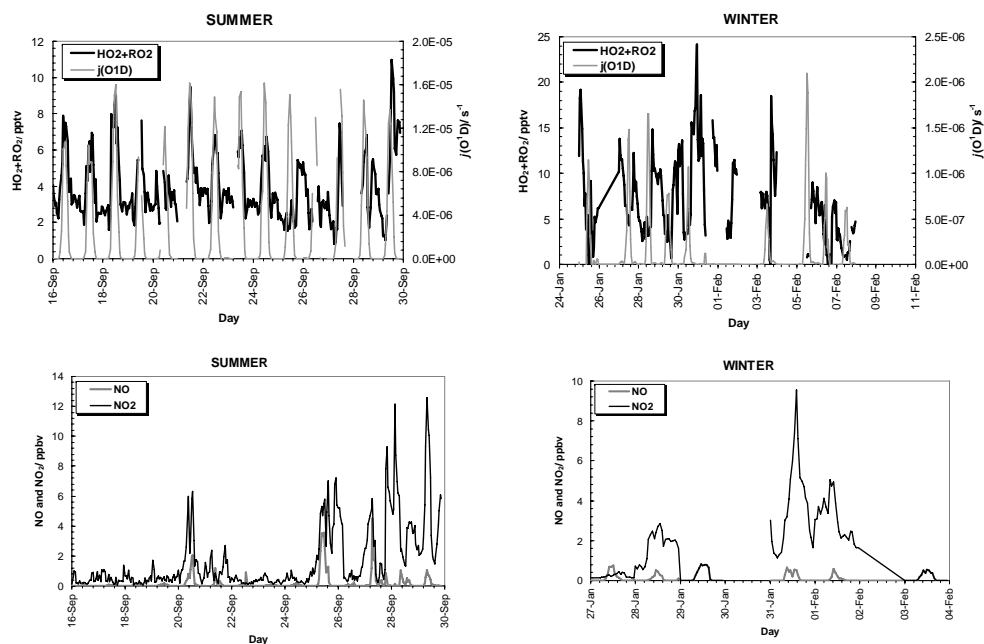 SUMMER
HO2+RO2
j(O1D)
HO₂+RO₂/ pptv
12
10
8
6
4
2
0
2.0E-05
1.6E-05
1.2E-05
8.0E-06
4.0E-06
0.0E+00
j(O¹D)/ s⁻¹
16-Sep
18-Sep
20-Sep
22-Sep
24-Sep
26-Sep
28-Sep
30-Sep
Day
WINTER
HO2+RO2
j(O1D)
HO₂+RO₂/ pptv
25
20
15
10
5
0
2.5E-06
2.0E-06
1.5E-06
1.0E-06
5.0E-07
0.0E+00
j(O¹D)/ s⁻¹
24-Jan
26-Jan
28-Jan
30-Jan
01-Feb
03-Feb
05-Feb
07-Feb
09-Feb
11-Feb
Day
SUMMER
NO
NO2
NO and NO₂/ ppbv
14
12
10
8
6
4
2
0
16-Sep
18-Sep
20-Sep
22-Sep
24-Sep
26-Sep
28-Sep
30-Sep
Day
WINTER
NO
NO2
NO and NO₂/ ppbv
10
8
6
4
2
0
27-Jan
28-Jan
29-Jan
30-Jan
31-Jan
01-Feb
02-Feb
03-Feb
04-Feb
Day